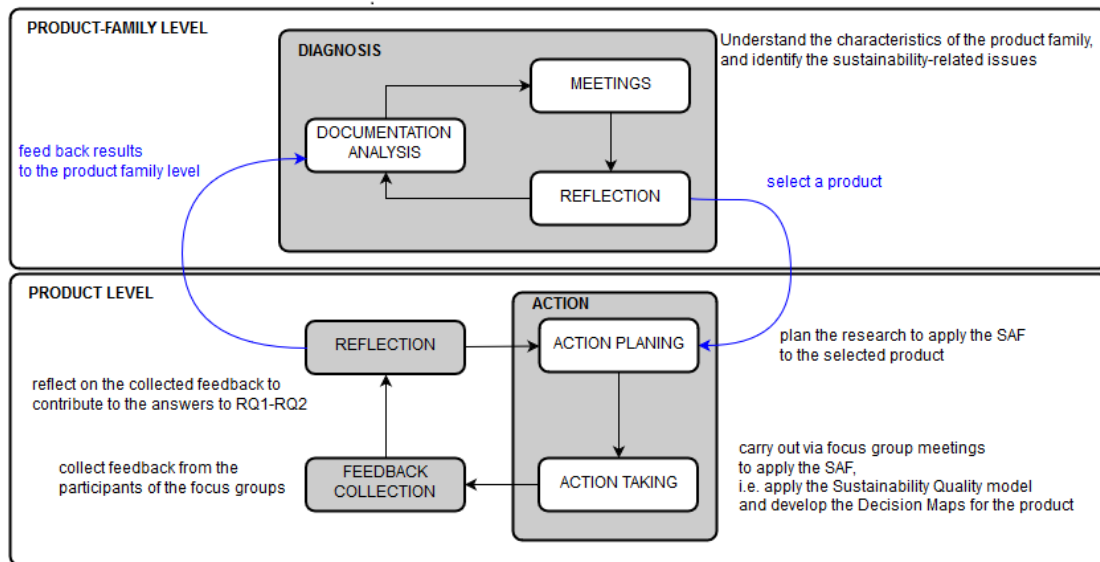 PRODUCT-FAMILY LEVEL
DIAGNOSIS
Understand the characteristics of the product family,
and identify the sustainability-related issues
MEETINGS
DOCUMENTATION
ANALYSIS
feed back results
to the product family level
REFLECTION
select a product
PRODUCT LEVEL
ACTION
REFLECTION
ACTION PLANING
plan the research to apply the SAF
to the selected product
reflect on the collected feedback to
contribute to the answers to RQ1-RQ2
collect feedback from the
participants of the focus groups
FEEDBACK
COLLECTION
ACTION TAKING
carry out via focus group meetings
to apply the SAF,
i.e. apply the Sustainability Quality model
and develop the Decision Maps for the product